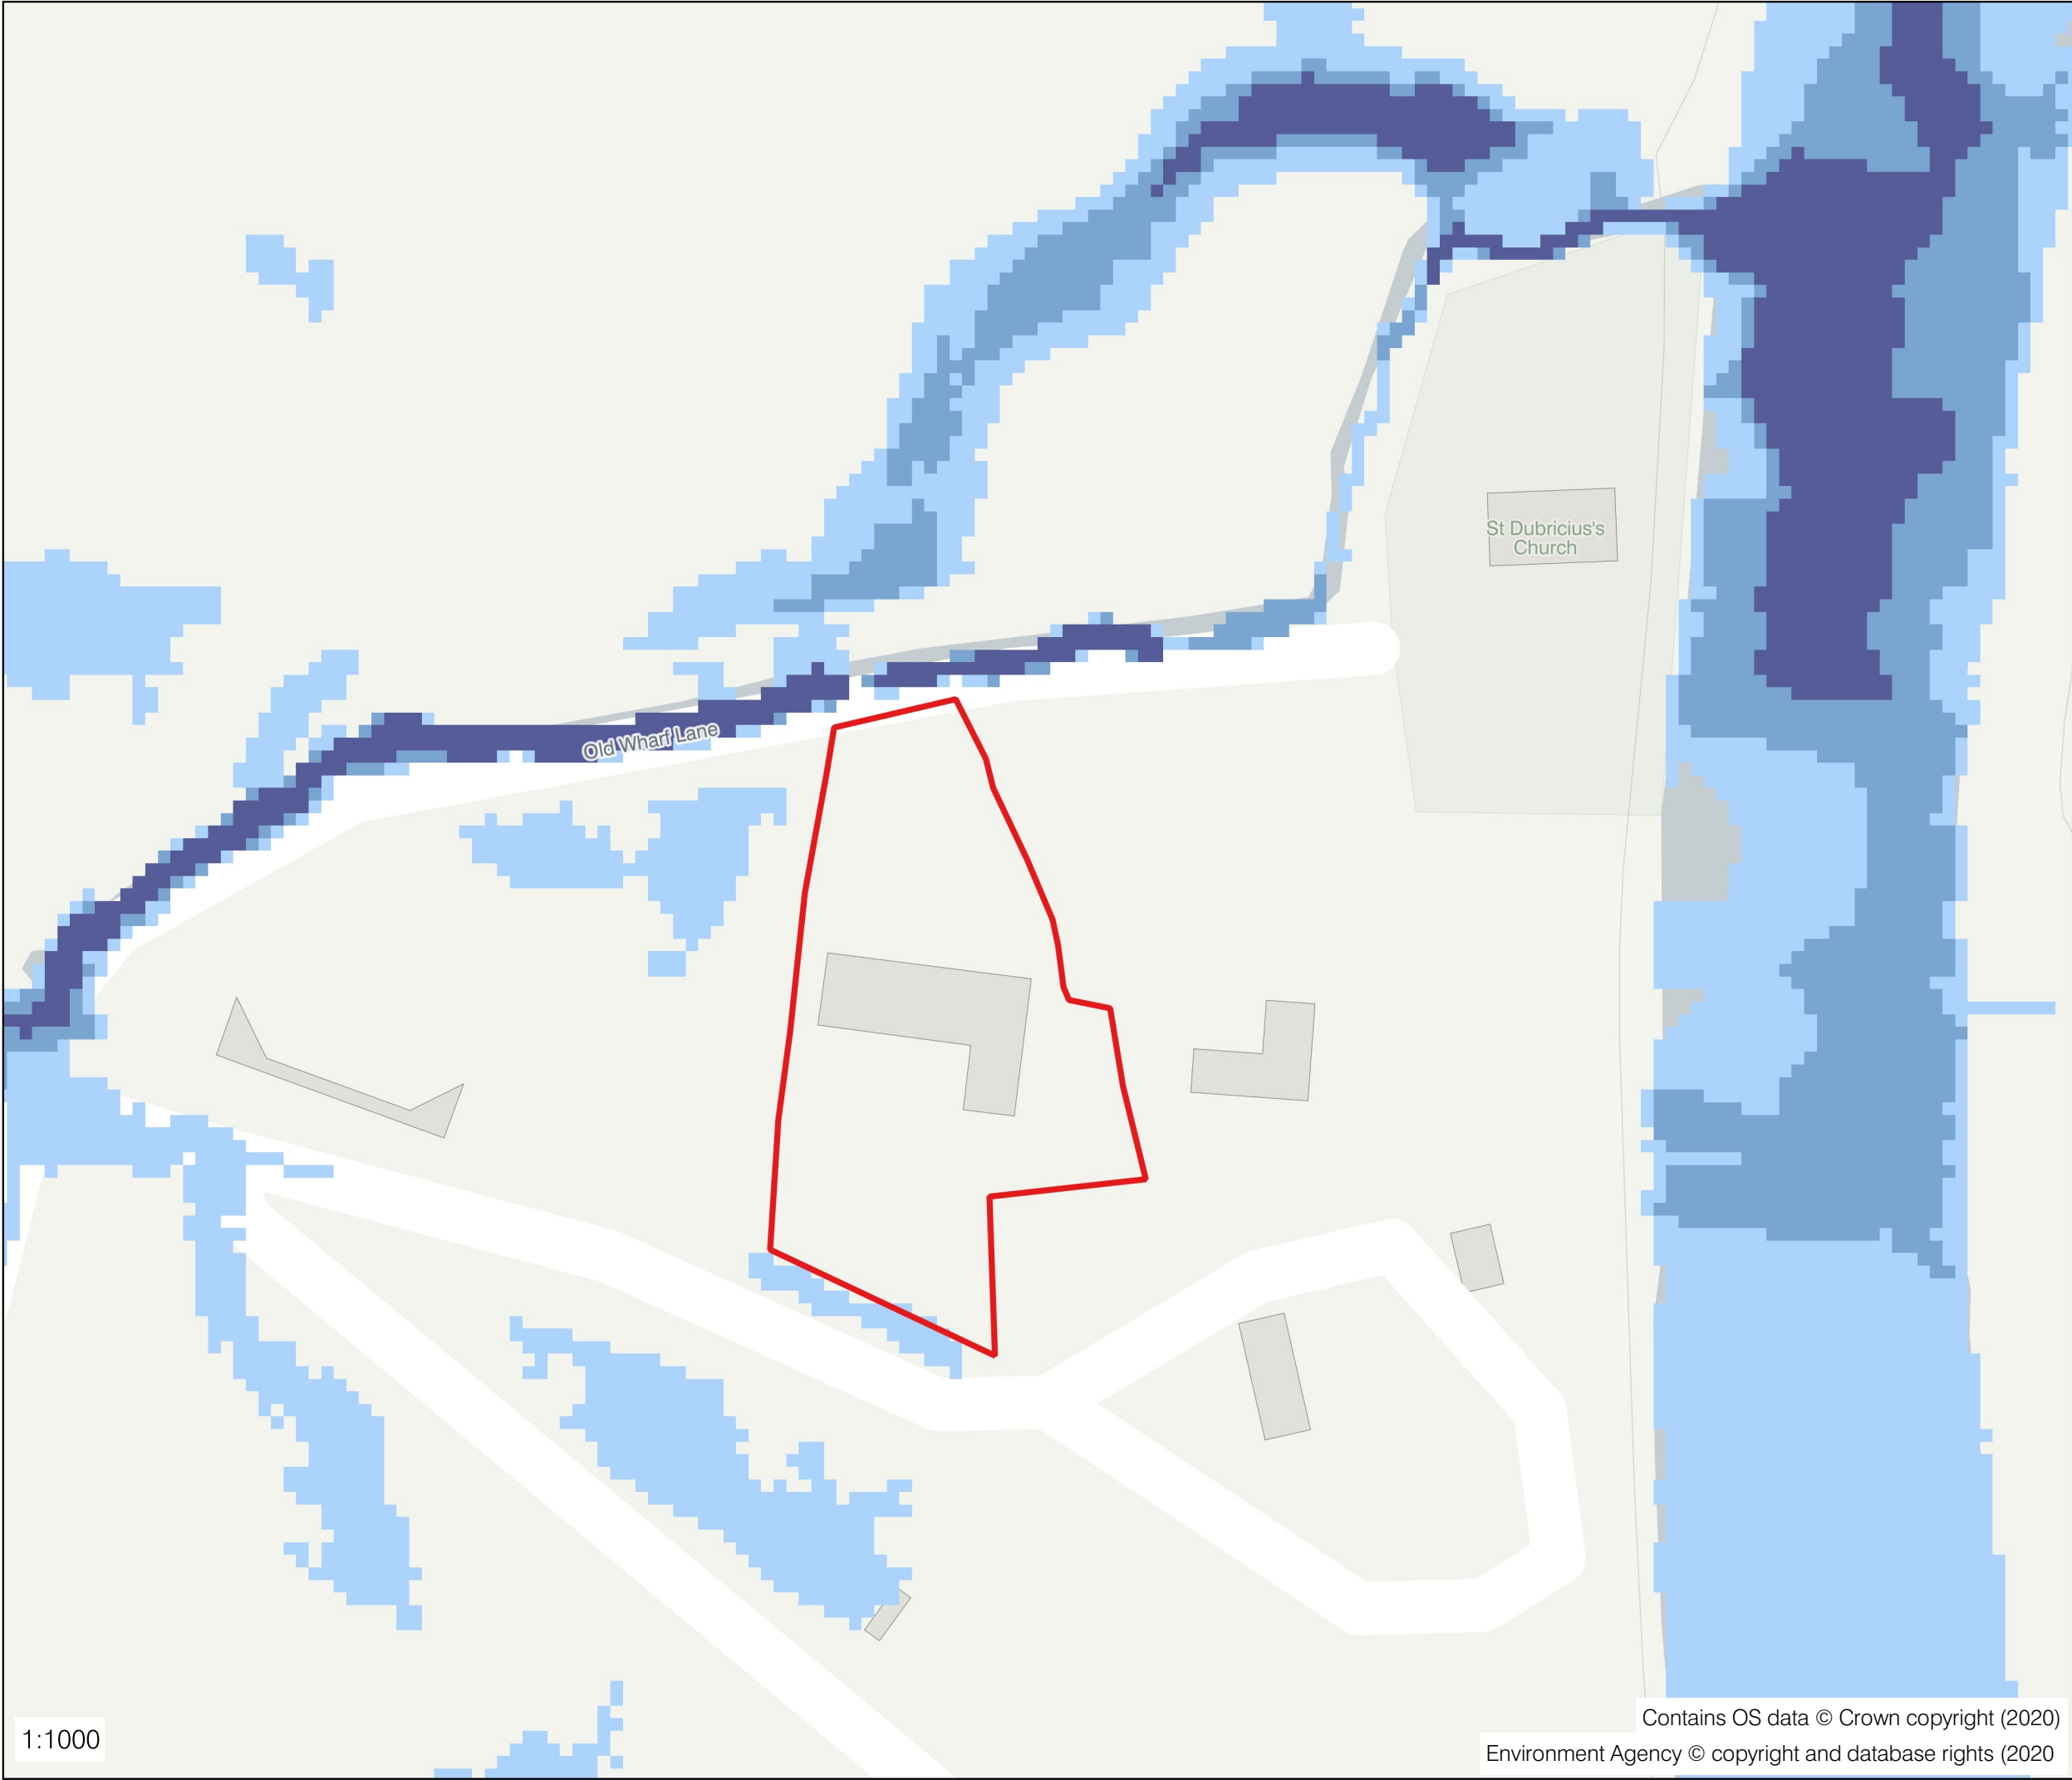 St Dubricius's
Church
Old Wharf Lane
1:1000
Contains OS data © Crown copyright (2020)
Environment Agency © copyright and database rights (2020